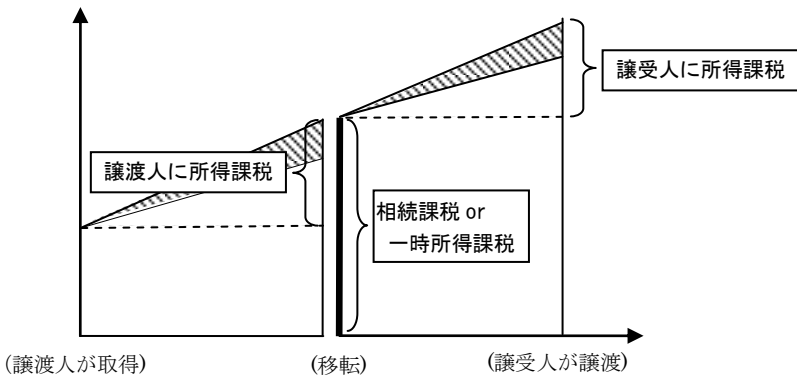 譲受人に所得課税
譲渡人に所得課税
相続課税 or
一時所得課税
(譲渡人が取得)
(移転)
(譲受人が譲渡)